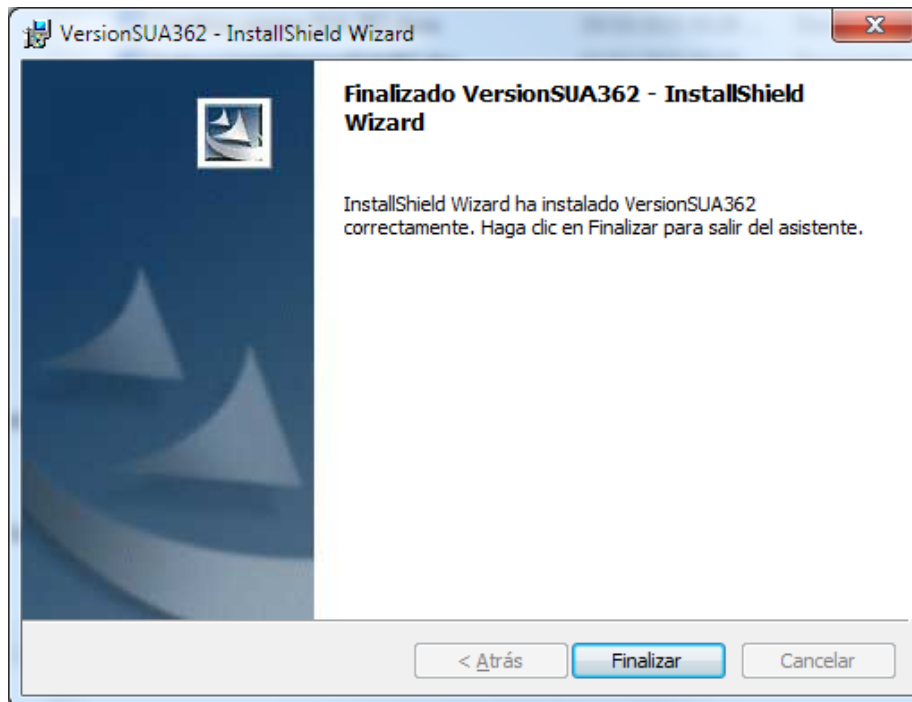 VersionSUA362 - InstallShield Wizard
Finalizado VersionSUA362 - InstallShield
Wizard
InstallShield Wizard ha instalado VersionSUA362
correctamente. Haga clic en Finalizar para salir del asistente.
< Atrás Finalizar Cancelar